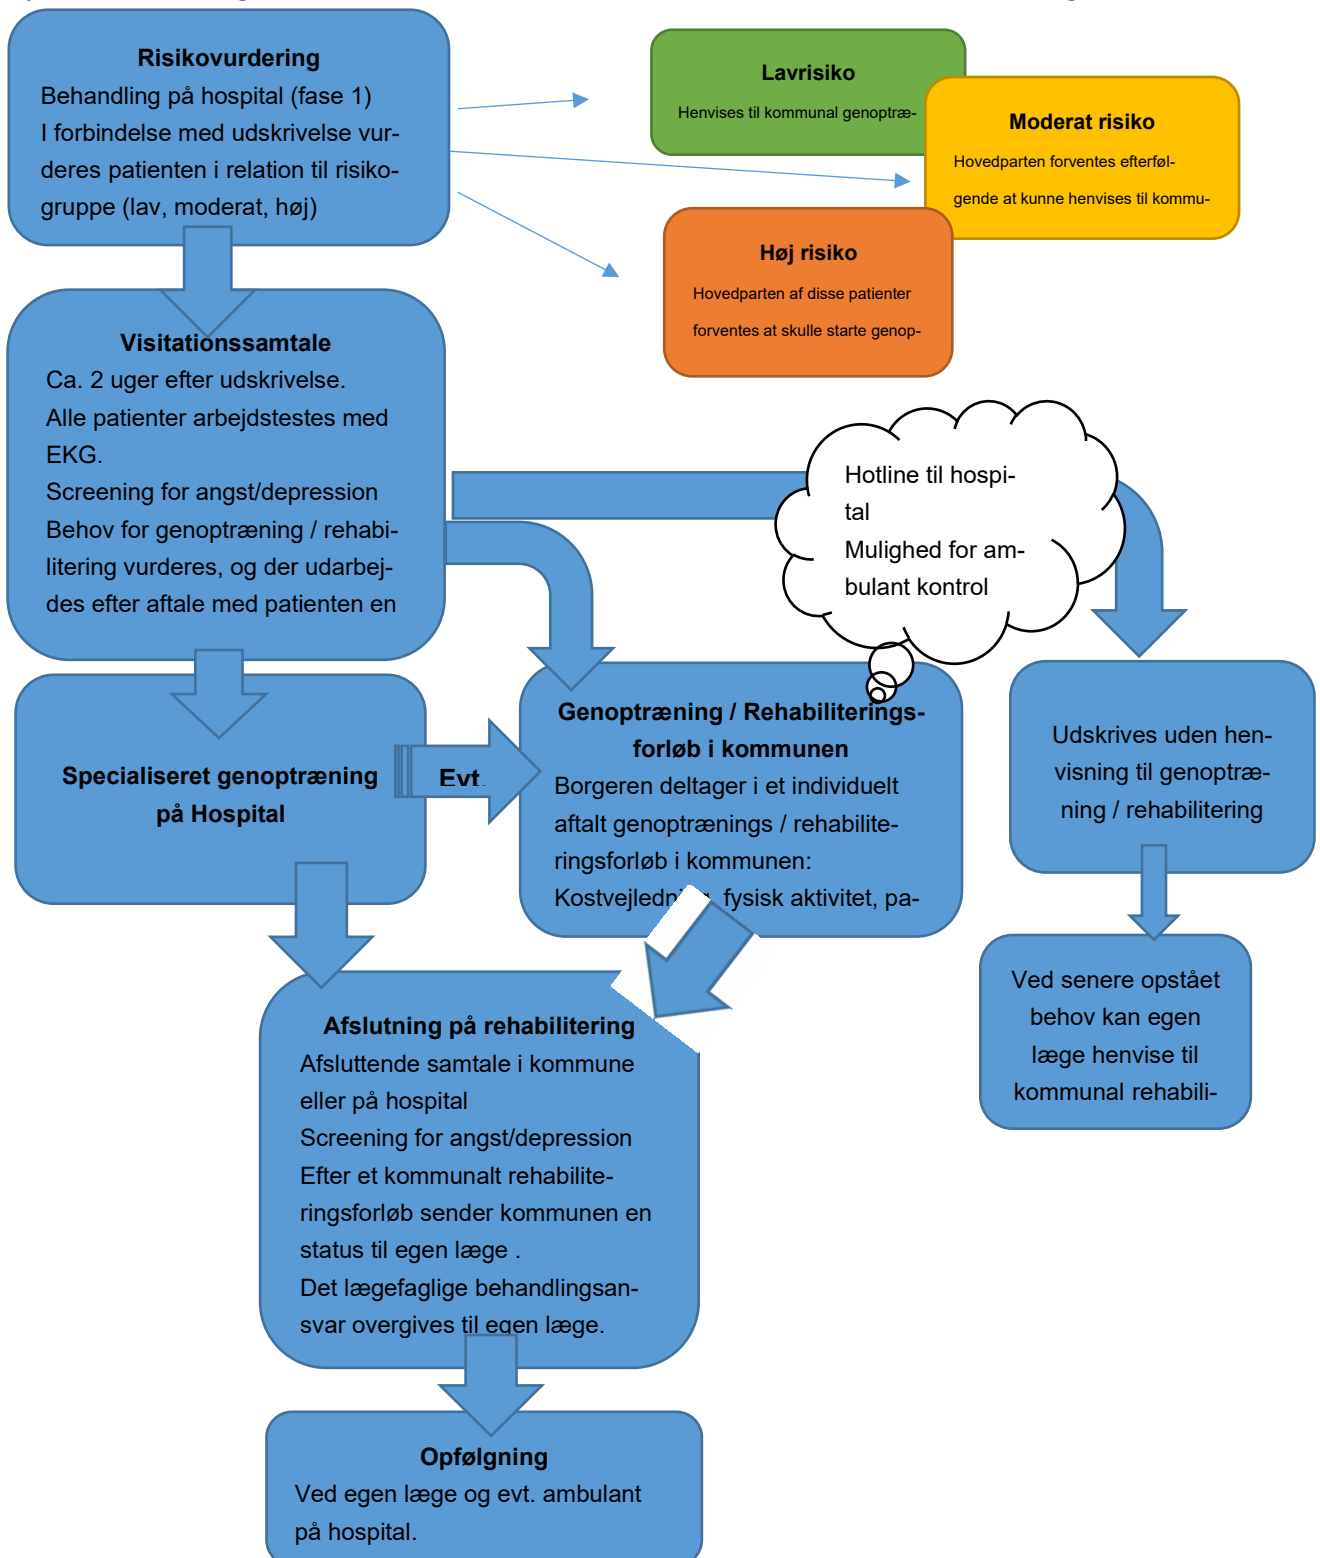 Risikovurdering
Behandling på hospital (fase 1)
I forbindelse med udskrivelse vur-
deres patienten i relation til risiko-
gruppe (lav, moderat, høj)
Lavrisiko
Henvises til kommunal genoptræ-
Moderat risiko
Hovedparten forventes efterføl-
gende at kunne henvises til kommu-
Høj risiko
Hovedparten af disse patienter
forventes at skulle starte genop-
Visitationssamtale
Ca. 2 uger efter udskrivelse.
Alle patienter arbejdstestes med
EKG.
Screening for angst/depression
Behov for genoptræning / rehabi-
litering vurderes, og der udarbej-
des efter aftale med patienten en
Hotline til hospi-
tal
Mulighed for am-
bulant kontrol
Specialiseret genoptræning
på Hospital
Evt.
Genoptræning / Rehabiliterings-
forløb i kommunen
Borgeren deltager i et individuelt
aftalt genoptrænings / rehabilite-
ringsforløb i kommunen:
Kostvejledning, fysisk aktivitet, pa-
Udskrives uden hen-
visning til genoptræ-
ning / rehabilitering
Ved senere opstået
behov kan egen
læge henvise til
kommunal rehabili-
Afslutning på rehabilitering
Afsluttende samtale i kommune
eller på hospital
Screening for angst/depression
Efter et kommunalt rehabilite-
ringsforløb sender kommunen en
status til egen læge .
Det lægefaglige behandlingsan-
svar overgives til egen læge.
Opfølgning
Ved egen læge og evt. ambulant
på hospital.